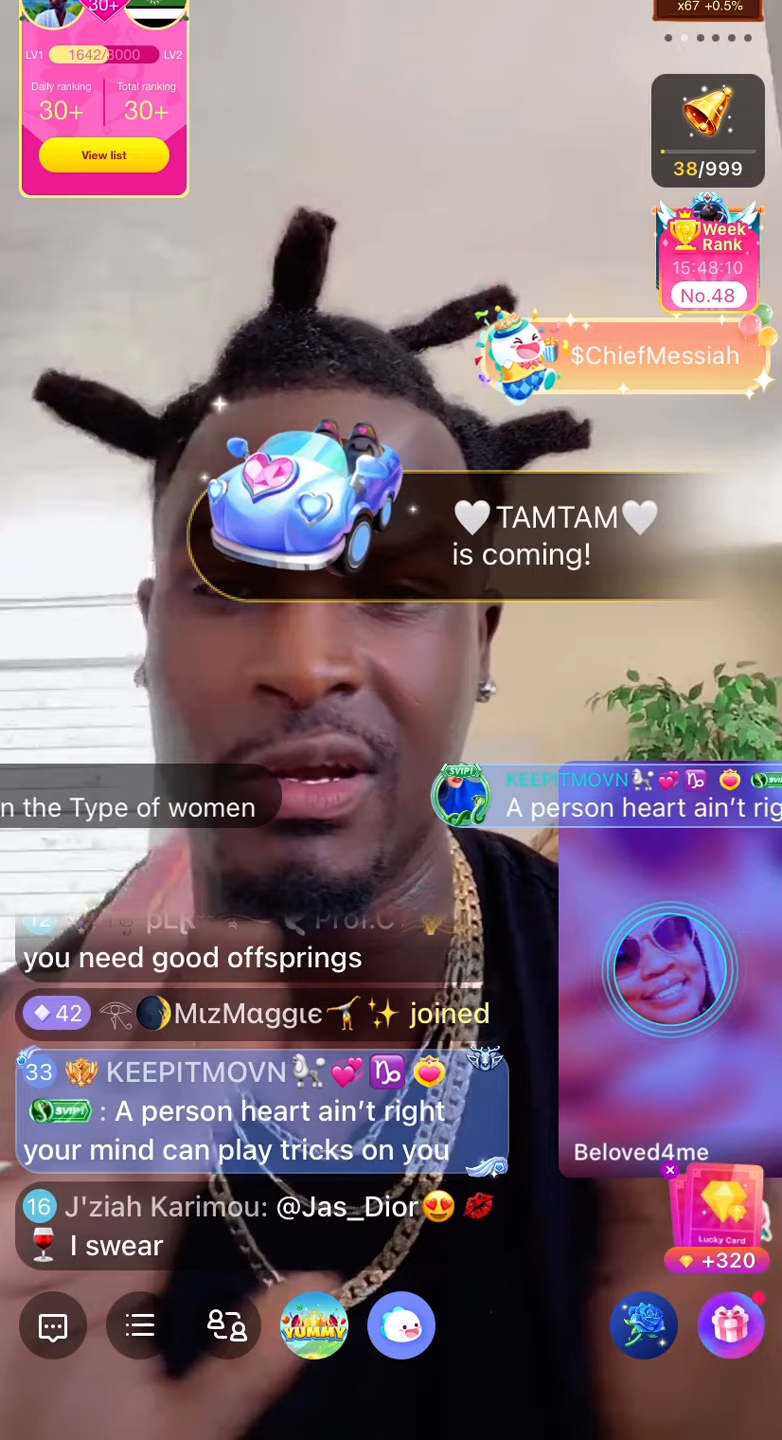 30+
x67 +0.5%
LV1 1642/3000 LV2
Daily ranking Total ranking
30+ 30+
View list
38/999
Week
Rank
15:48:10
No.48
$ChiefMessiah
🤍TAMTAM🤍
is coming!
KEEPITMOVN🐩💕♑️
n the Type of women
A person heart ain't rig
12
you need good offsprings
42 MιzMαggιє joined
33 KEEPITMOVN🐩💕♑️
SVIP1 : A person heart ain't right
your mind can play tricks on you
16 J'ziah Karimou: @Jas_Dior😍 💋
🍷 I swear
Beloved4me
Lucky Card
+320
YUMMY